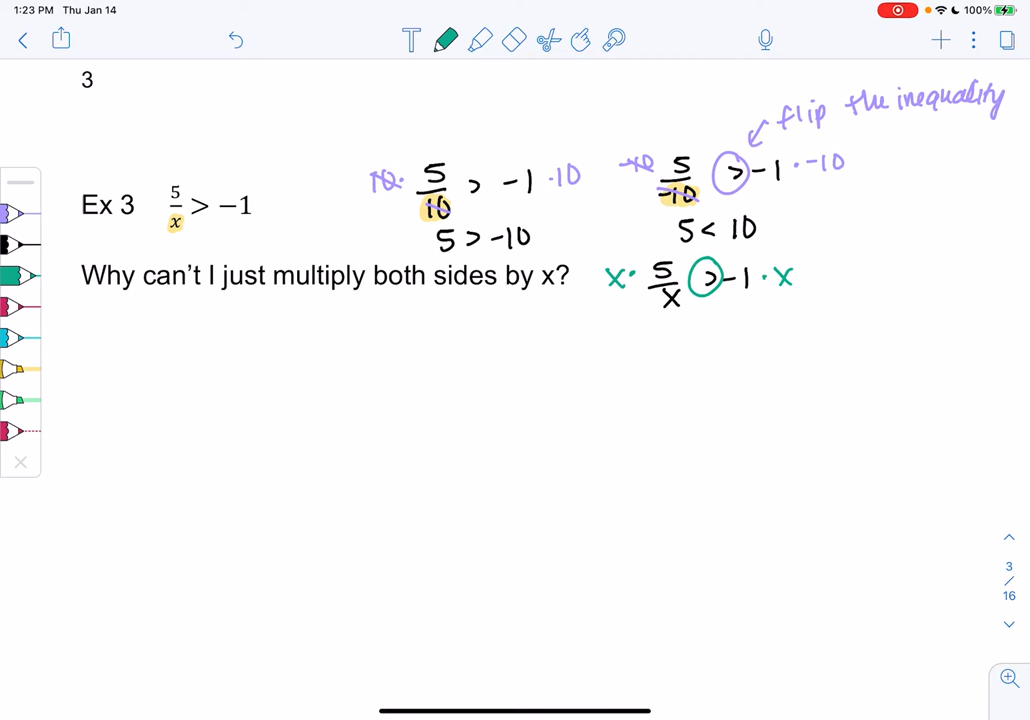 1:23 PM Thu Jan 14
100%
3
flip the inequality
10 · 5/10 > -1 · 10
-10 5/-10 > -1 · -10
Ex 3 5/x > −1
5 > -10
5 < 10
Why can't I just multiply both sides by x?
x · 5/x > -1 · x
3
/
16